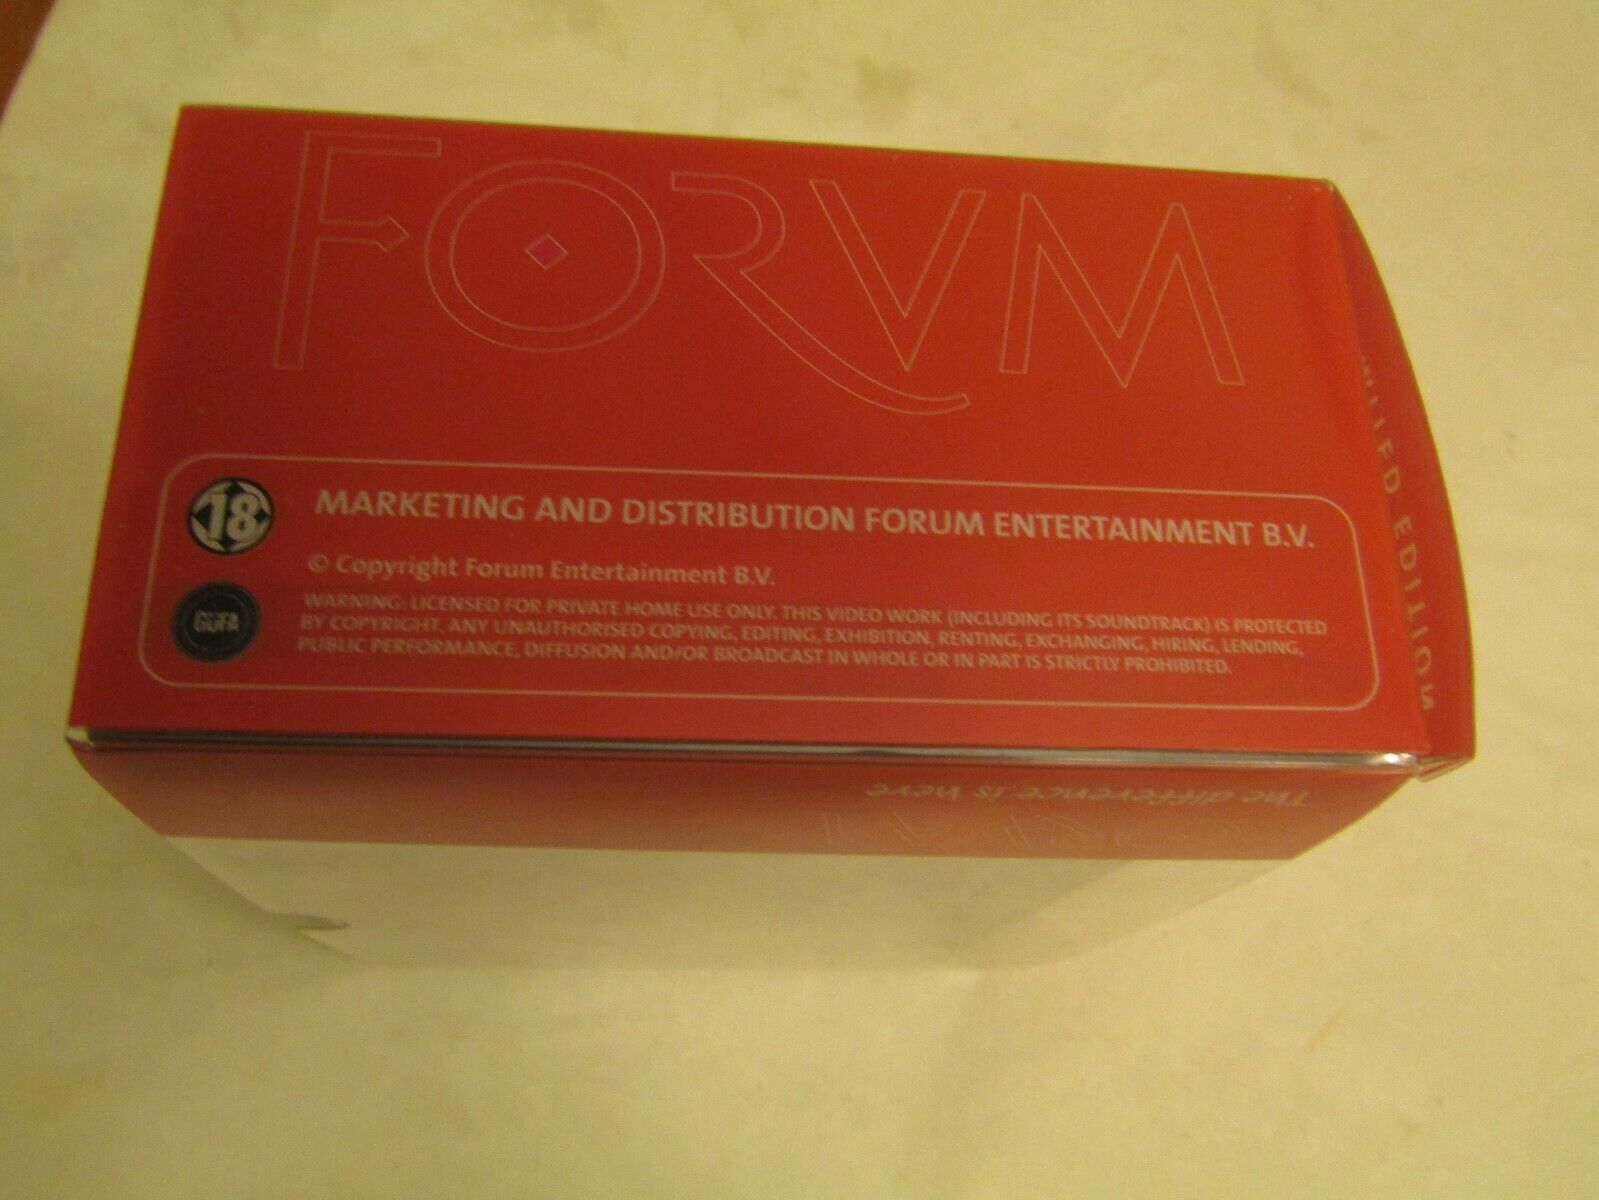 FORVM
18
MARKETING AND DISTRIBUTION FORUM ENTERTAINMENT B.V.
© Copyright Forum Entertainment B.V.
GUFA
WARNING: LICENSED FOR PRIVATE HOME USE ONLY. THIS VIDEO WORK (INCLUDING ITS SOUNDTRACK) IS PROTECTED
BY COPYRIGHT. ANY UNAUTHORISED COPYING, EDITING, EXHIBITION, RENTING, EXCHANGING, HIRING, LENDING,
PUBLIC PERFORMANCE, DIFFUSION AND/OR BROADCAST IN WHOLE OR IN PART IS STRICTLY PROHIBITED.
EDITION
The difference is here